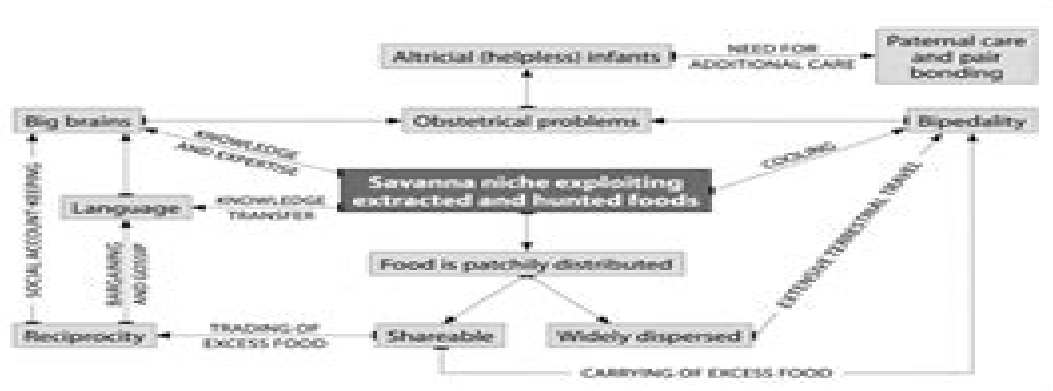 Altricial (helpless) infants
NEED FOR
ADDITIONAL CARE
Paternal care
and pair
bonding
Big brains
Obstetrical problems
Bipedality
KNOWLEDGE
AND EXPERTISE
COOLING
Savanna niche exploiting
extracted and hunted foods
Language
KNOWLEDGE
TRANSFER
SOCIAL ACCOUNT KEEPING
BARGAINING
AND GOSSIP
EXTENSIVE TERRESTRIAL TRAVEL
Food is patchily distributed
Reciprocity
TRADING OF
EXCESS FOOD
Shareable
Widely dispersed
CARRYING OF EXCESS FOOD